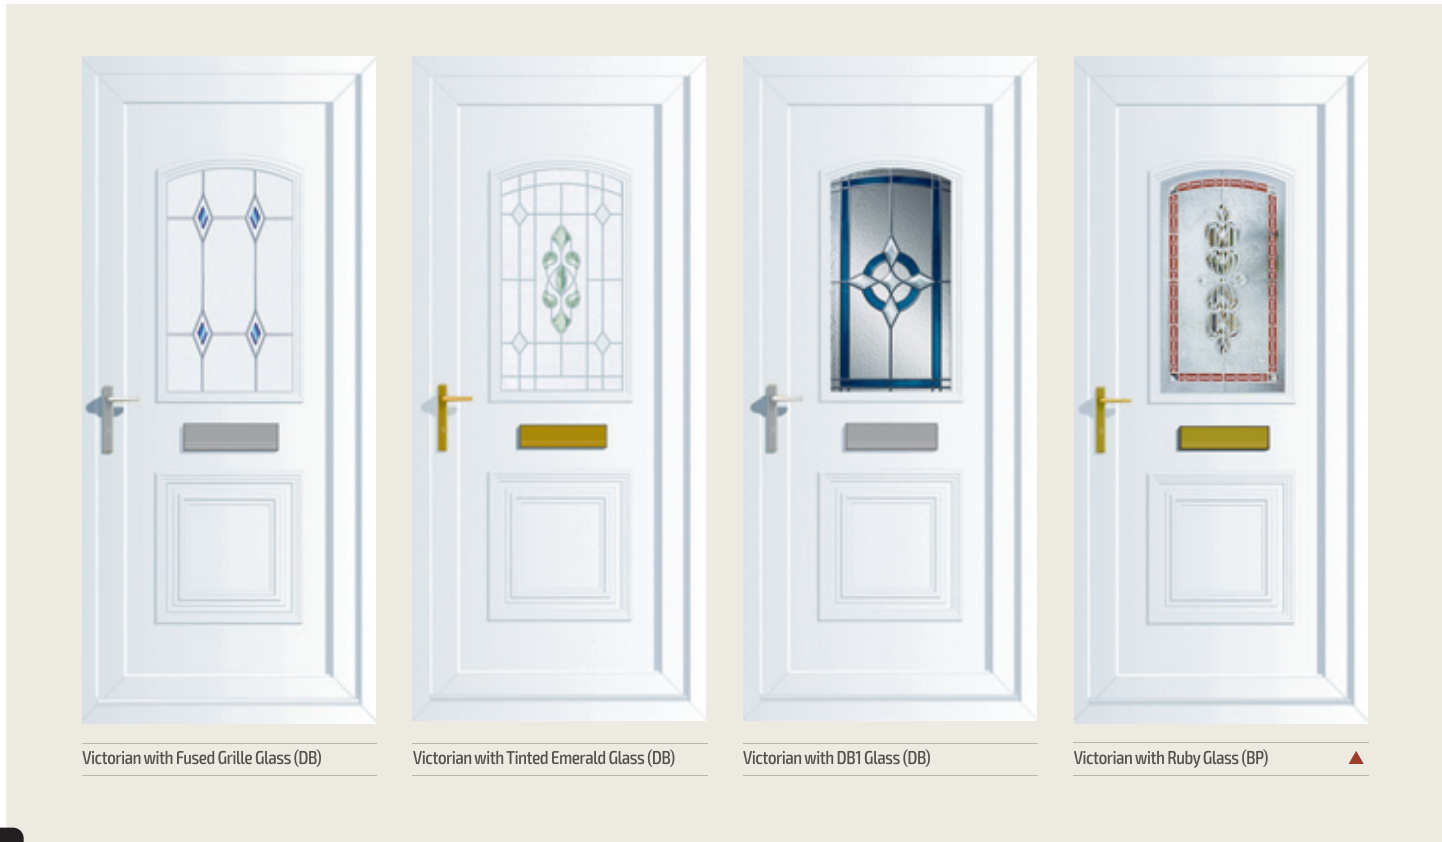 Victorian with Fused Grille Glass (DB)
Victorian with Tinted Emerald Glass (DB)
Victorian with DB1 Glass (DB)
Victorian with Ruby Glass (BP)